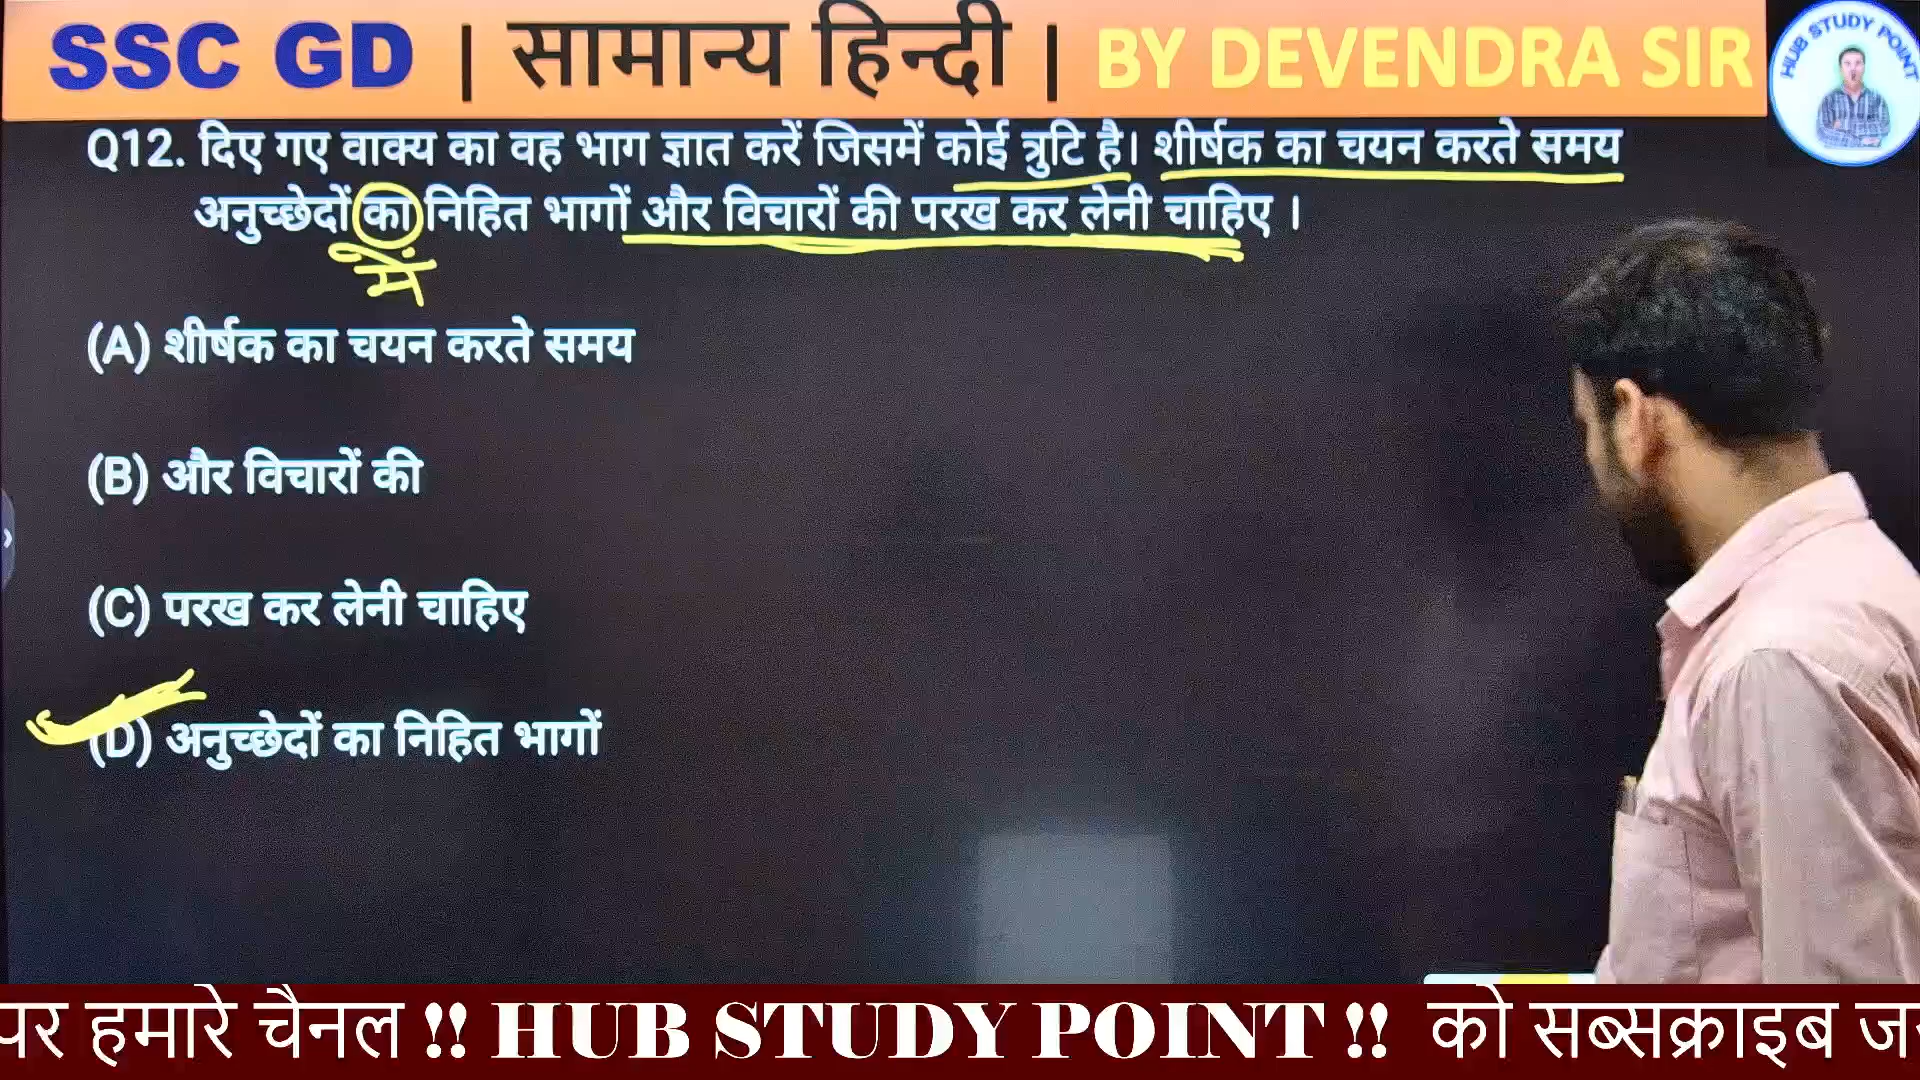 SSC GD | सामान्य हिन्दी | BY DEVENDRA SIR
HUB STUDY POINT
Q12. दिए गए वाक्य का वह भाग ज्ञात करें जिसमें कोई त्रुटि है। शीर्षक का चयन करते समय
अनुच्छेदों का निहित भागों और विचारों की परख कर लेनी चाहिए ।
में
(A) शीर्षक का चयन करते समय
(B) और विचारों की
(C) परख कर लेनी चाहिए
(D) अनुच्छेदों का निहित भागों
पर हमारे चैनल !! HUB STUDY POINT !! को सब्सक्राइब